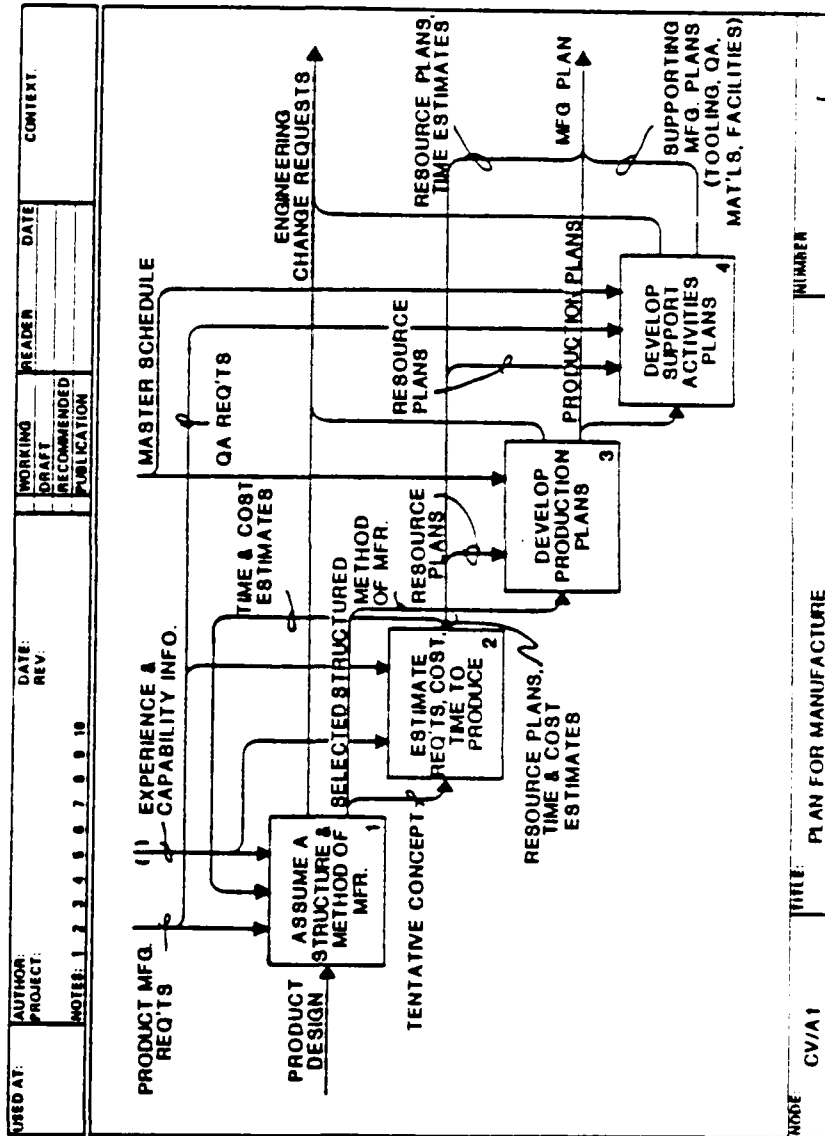 USED AT:
AUTHOR:
PROJECT:
DATE:
REV:
NOTES: 1 2 3 4 5 6 7 8 9 10
WORKING
DRAFT
RECOMMENDED
PUBLICATION
READER
DATE
CONTEXT:
PRODUCT MFG.
REQ'TS
( )
EXPERIENCE &
CAPABILITY INFO.
MASTER SCHEDULE
QA REQ'TS
TIME & COST
ESTIMATES
ENGINEERING
CHANGE REQUESTS
PRODUCT
DESIGN
ASSUME A
STRUCTURE &
METHOD OF
MFR.
1
SELECTED STRUCTURED
METHOD
OF MFR.
TENTATIVE CONCEPT
ESTIMATE
REQ'TS, COST,
TIME TO
PRODUCE
2
RESOURCE
PLANS
RESOURCE
PLANS
RESOURCE PLANS,
TIME ESTIMATES
RESOURCE PLANS,
TIME & COST
ESTIMATES
DEVELOP
PRODUCTION
PLANS
3
PRODUCTION PLANS
MFG PLAN
DEVELOP
SUPPORT
ACTIVITIES
PLANS
4
SUPPORTING
MFG. PLANS
(TOOLING, QA,
MAT'LS, FACILITIES)
NODE: CV/A1
TITLE: PLAN FOR MANUFACTURE
NUMBER